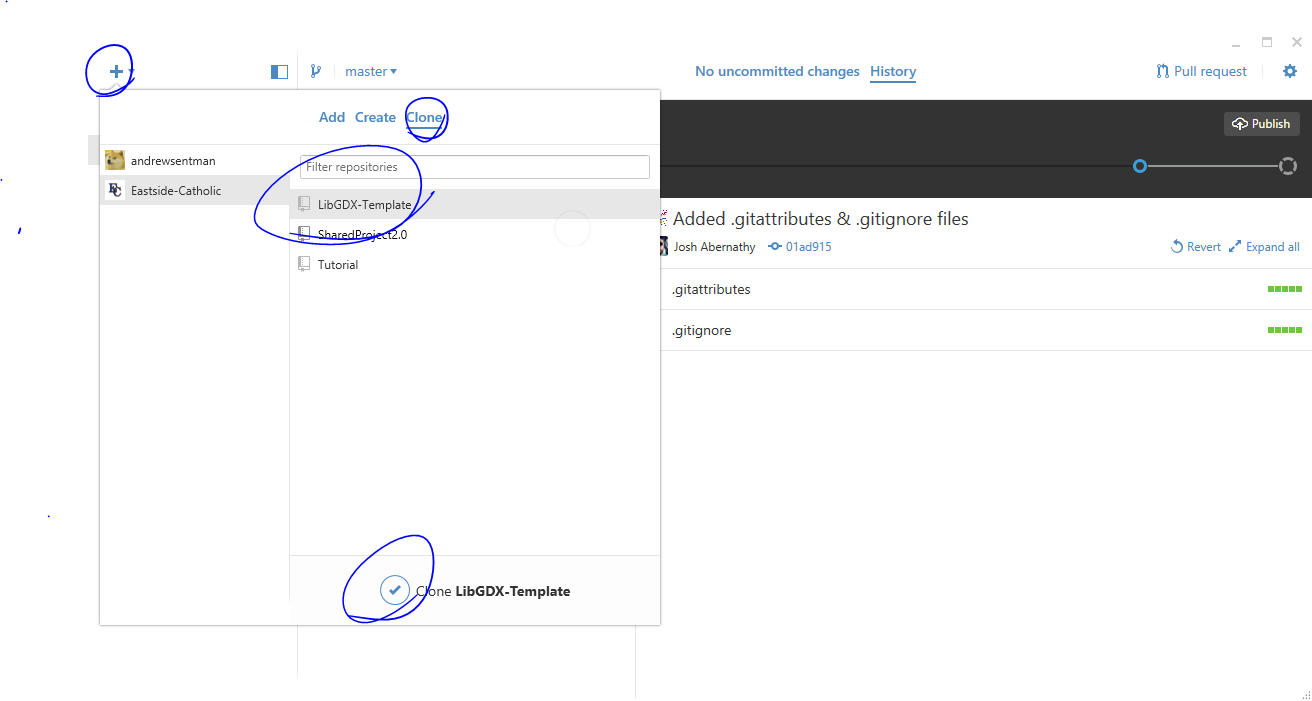 master
No uncommitted changes History
Pull request
Add Create Clone
Publish
andrewsentman
Eastside-Catholic
Filter repositories
LibGDX-Template
SharedProject2.0
Tutorial
Clone LibGDX-Template
Added .gitattributes & .gitignore files
Josh Abernathy 01ad915
Revert Expand all
.gitattributes
.gitignore